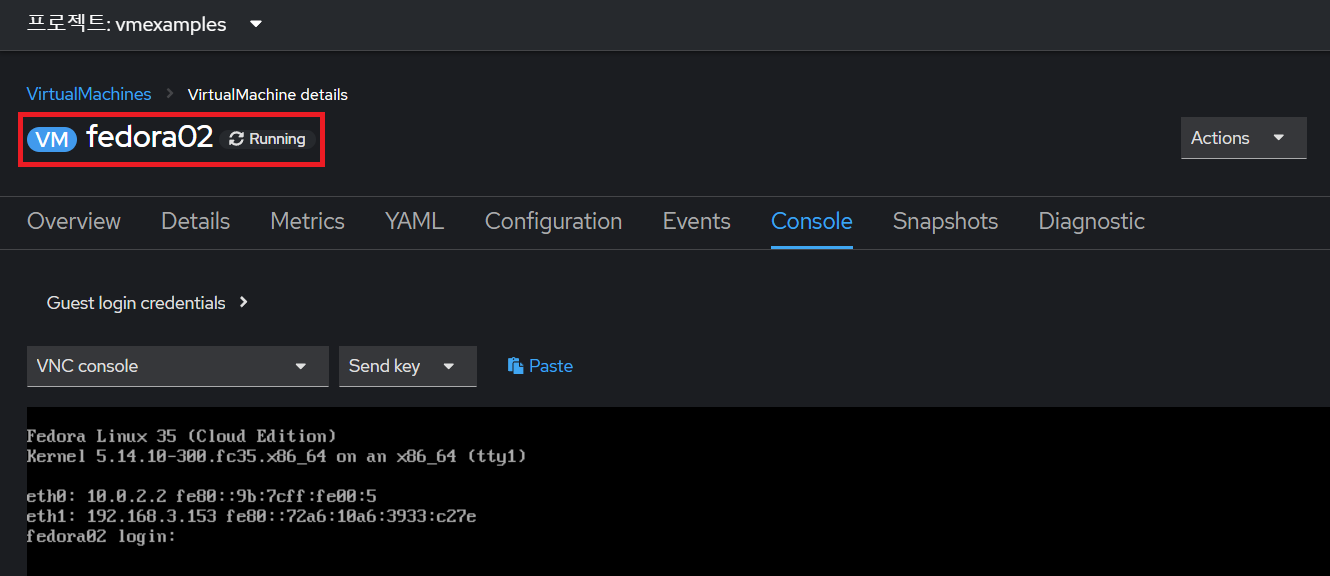 프로젝트: vmexamples
VirtualMachines > VirtualMachine details
VM fedora02 Running
Actions
Overview Details Metrics YAML Configuration Events Console Snapshots Diagnostic
Guest login credentials
VNC console Send key Paste
Fedora Linux 35 (Cloud Edition)
Kernel 5.14.10-300.fc35.x86_64 on an x86_64 (tty1)
eth0: 10.0.2.2 fe80::9b:7cff:fe00:5
eth1: 192.168.3.153 fe80::72a6:10a6:3933:c27e
fedora02 login: